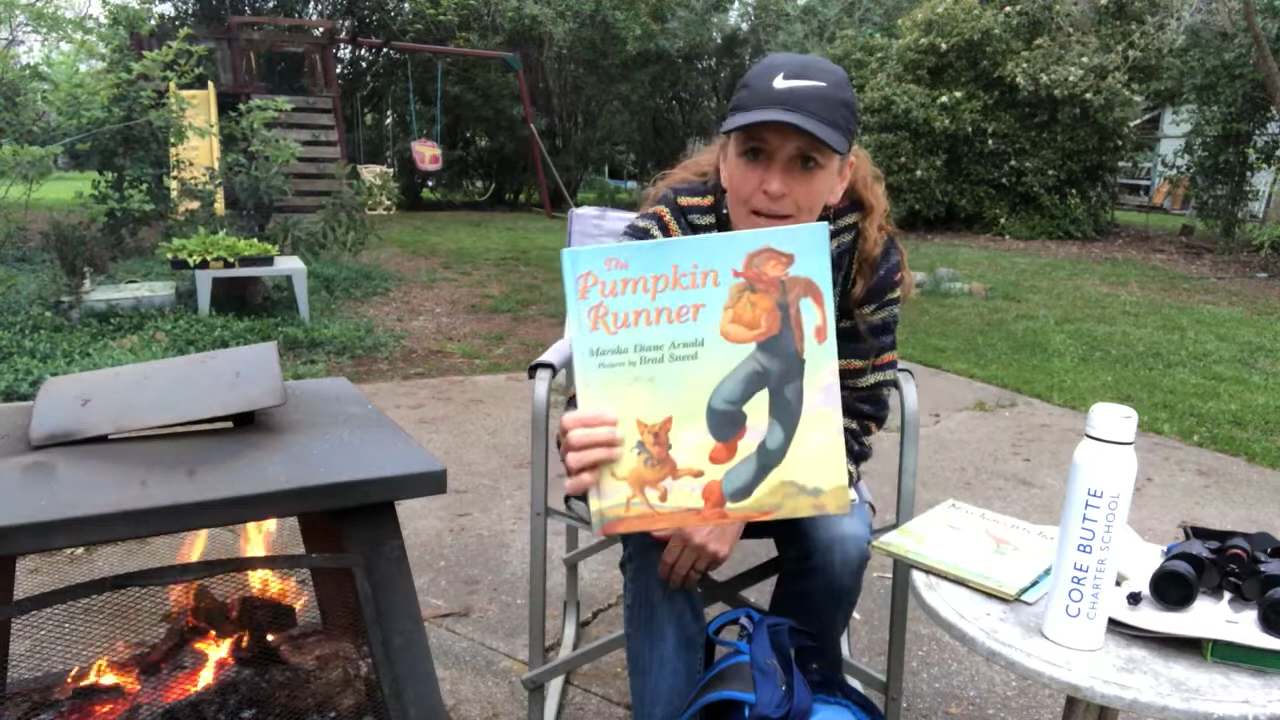 The
Pumpkin
Runner
Marsha Diane Arnold
Pictures by Brad Sneed
CORE BUTTE
CHARTER SCHOOL